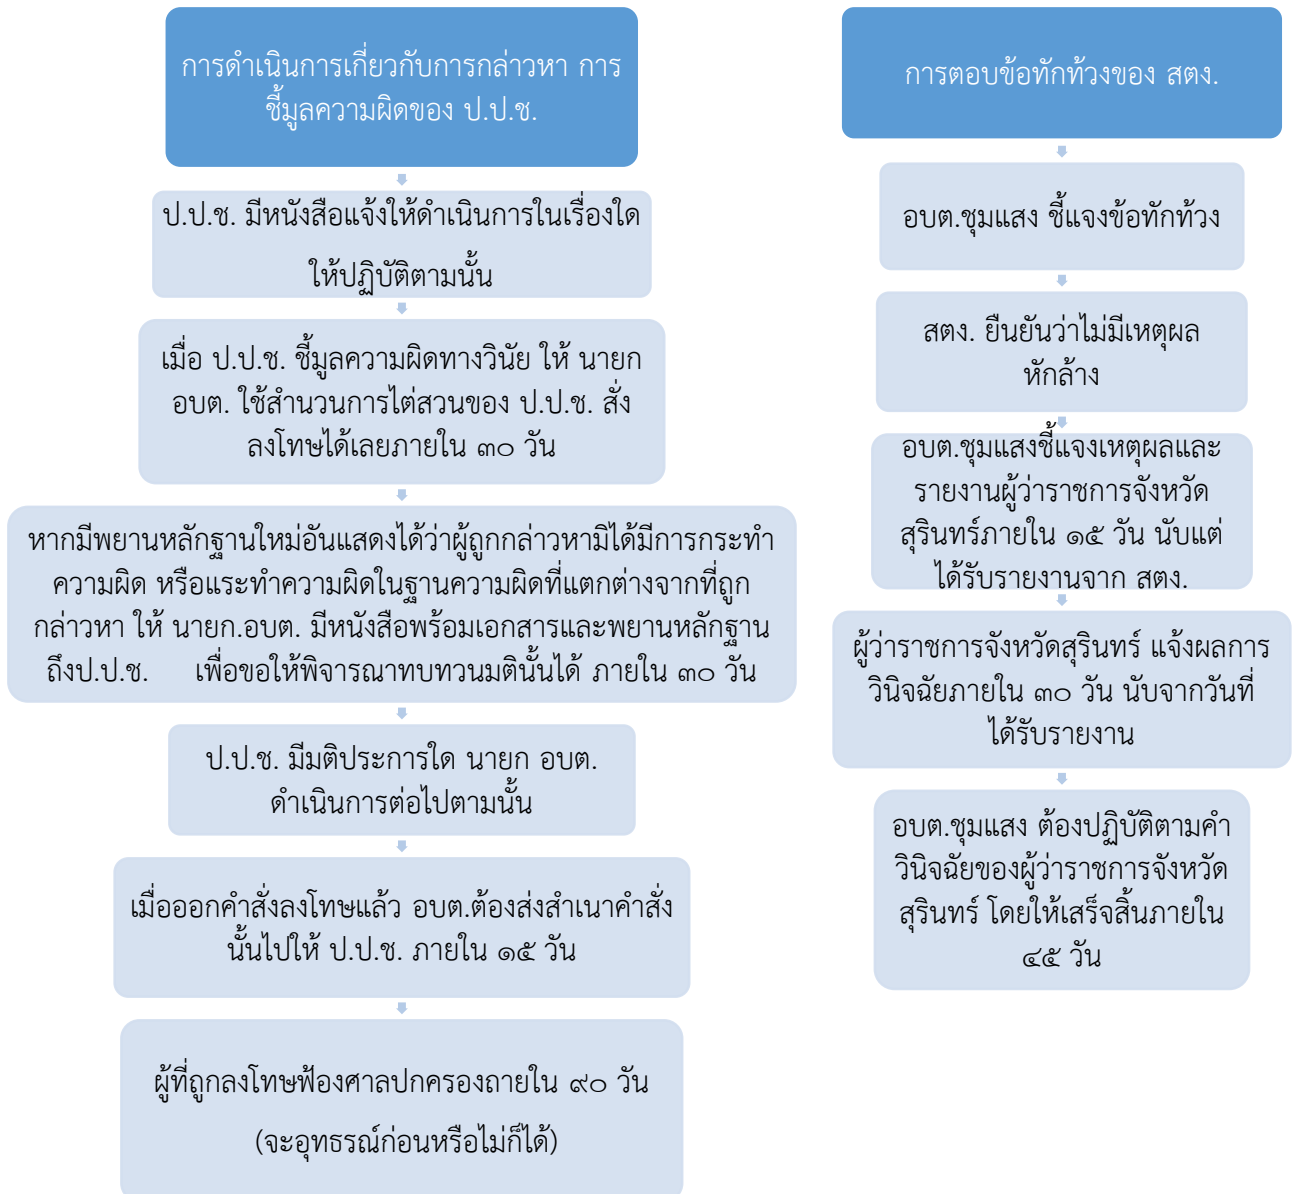 การดำเนินการเกี่ยวกับการกล่าวหา การ
ชี้มูลความผิดของ ป.ป.ช.
ป.ป.ช. มีหนังสือแจ้งให้ดำเนินการในเรื่องใด
ให้ปฏิบัติตามนั้น
เมื่อ ป.ป.ช. ชี้มูลความผิดทางวินัย ให้ นายก
อบต. ใช้สำนวนการไต่สวนของ ป.ป.ช. สั่ง
ลงโทษได้เลยภายใน ๓๐ วัน
หากมีพยานหลักฐานใหม่อันแสดงได้ว่าผู้ถูกกล่าวหามิได้มีการกระทำ
ความผิด หรือแระทำความผิดในฐานความผิดที่แตกต่างจากที่ถูก
กล่าวหา ให้ นายก.อบต. มีหนังสือพร้อมเอกสารและพยานหลักฐาน
ถึงป.ป.ช. เพื่อขอให้พิจารณาทบทวนมตินั้นได้ ภายใน ๓๐ วัน
ป.ป.ช. มีมติประการใด นายก อบต.
ดำเนินการต่อไปตามนั้น
เมื่อออกคำสั่งลงโทษแล้ว อบต.ต้องส่งสำเนาคำสั่ง
นั้นไปให้ ป.ป.ช. ภายใน ๑๕ วัน
ผู้ที่ถูกลงโทษฟ้องศาลปกครองถายใน ๙๐ วัน
(จะอุทธรณ์ก่อนหรือไม่ก็ได้)
การตอบข้อทักท้วงของ สตง.
อบต.ชุมแสง ชี้แจงข้อทักท้วง
สตง. ยืนยันว่าไม่มีเหตุผล
หักล้าง
อบต.ชุมแสงชี้แจงเหตุผลและ
รายงานผู้ว่าราชการจังหวัด
สุรินทร์ภายใน ๑๕ วัน นับแต่
ได้รับรายงานจาก สตง.
ผู้ว่าราชการจังหวัดสุรินทร์ แจ้งผลการ
วินิจฉัยภายใน ๓๐ วัน นับจากวันที่
ได้รับรายงาน
อบต.ชุมแสง ต้องปฏิบัติตามคำ
วินิจฉัยของผู้ว่าราชการจังหวัด
สุรินทร์ โดยให้เสร็จสิ้นภายใน
๔๕ วัน